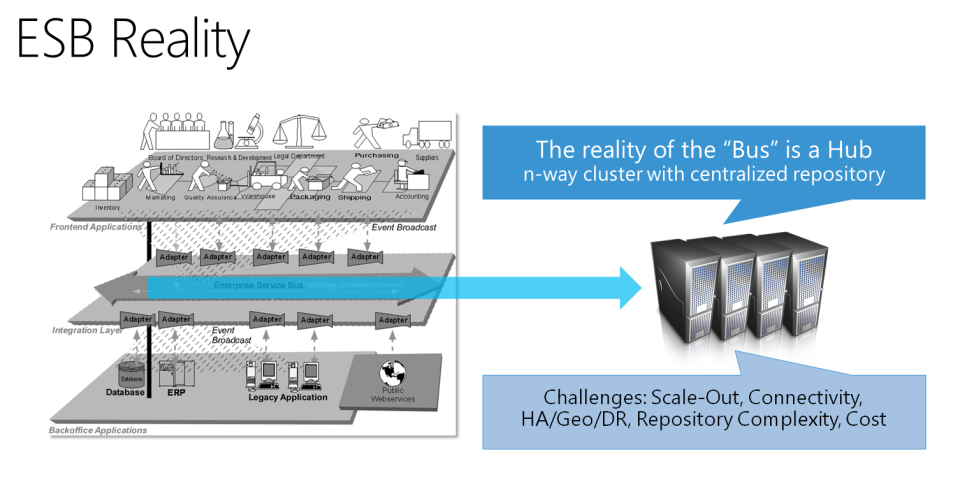 ESB Reality
Board of Directors
Research & Development
Legal Department
Purchasing
Suppliers
Inventory
Marketing
Quality Assurance
Warehouse
Packaging
Shipping
Accounting
Frontend Applications
Event Broadcast
Adapter
Adapter
Adapter
Adapter
Adapter
Enterprise Service Bus
Adapter
Adapter
Adapter
Adapter
Adapter
Integration Layer
Event
Broadcast
Database
Database
ERP
Legacy Application
Public
Webservices
Backoffice Applications
The reality of the “Bus” is a Hub
n-way cluster with centralized repository
Challenges: Scale-Out, Connectivity,
HA/Geo/DR, Repository Complexity, Cost